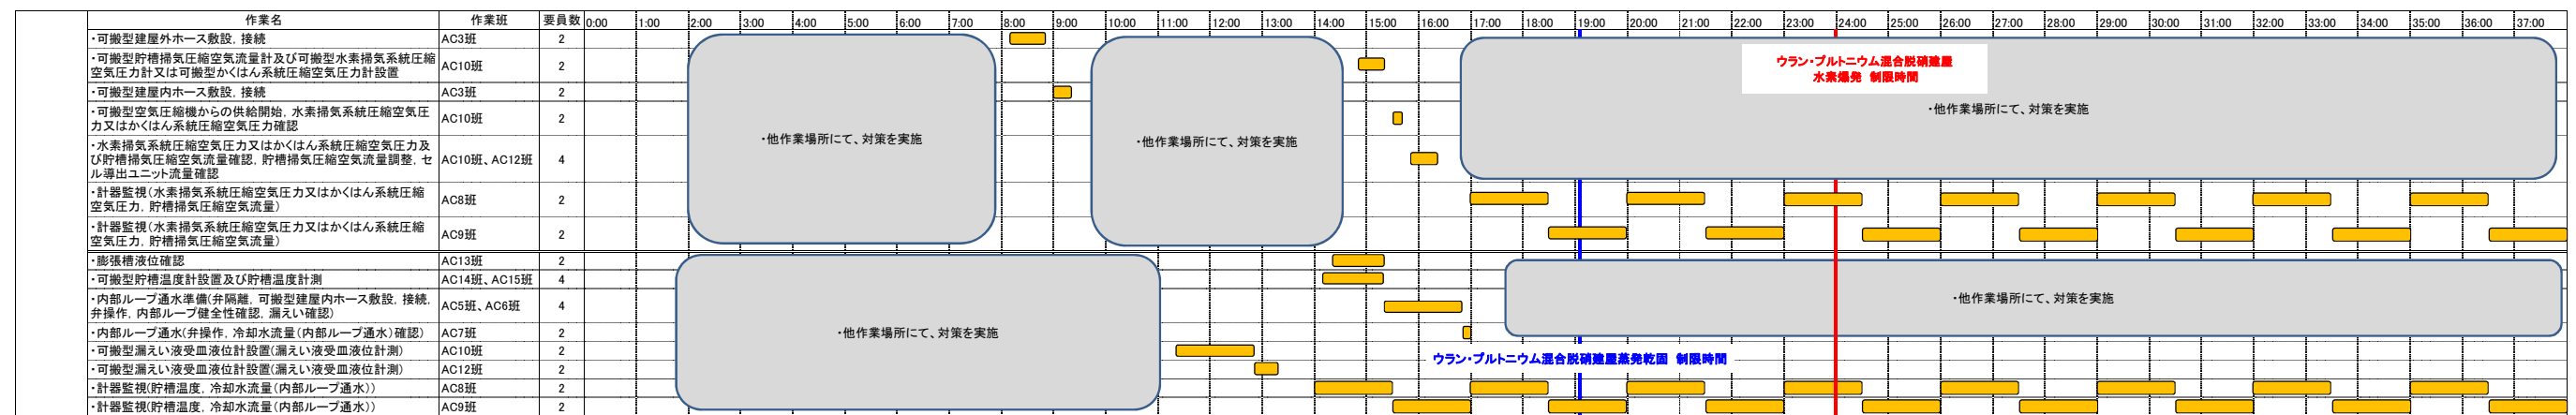 作業名 作業班 要員数 0:00 1:00 2:00 3:00 4:00 5:00 6:00 7:00 8:00 9:00 10:00 11:00 12:00 13:00 14:00 15:00 16:00 17:00 18:00 19:00 20:00 21:00 22:00 23:00 24:00 25:00 26:00 27:00 28:00 29:00 30:00 31:00 32:00 33:00 34:00 35:00 36:00 37:00
・可搬型建屋外ホース敷設，接続 AC3班 2
・可搬型貯槽掃気圧縮空気流量計及び可搬型水素掃気系統圧縮
空気圧力計又は可搬型かくはん系統圧縮空気圧力計設置 AC10班 2
・可搬型建屋内ホース敷設，接続 AC3班 2
・可搬型空気圧縮機からの供給開始，水素掃気系統圧縮空気圧
力又はかくはん系統圧縮空気圧力確認 AC10班 2
・水素掃気系統圧縮空気圧力又はかくはん系統圧縮空気圧力及
び貯槽掃気圧縮空気流量確認，貯槽掃気圧縮空気流量調整，セ
ル導出ユニット流量確認 AC10班、AC12班 4
・計器監視（水素掃気系統圧縮空気圧力又はかくはん系統圧縮
空気圧力，貯槽掃気圧縮空気流量） AC8班 2
・計器監視（水素掃気系統圧縮空気圧力又はかくはん系統圧縮
空気圧力，貯槽掃気圧縮空気流量） AC9班 2
・他作業場所にて、対策を実施
・他作業場所にて、対策を実施
ウラン・プルトニウム混合脱硝建屋
水素爆発 制限時間
・他作業場所にて、対策を実施
・膨張槽液位確認 AC13班 2
・可搬型貯槽温度計設置及び貯槽温度計測 AC14班、AC15班 4
・内部ループ通水準備(弁隔離，可搬型建屋内ホース敷設，接続，
弁操作，内部ループ健全性確認，漏えい確認) AC5班、AC6班 4
・内部ループ通水(弁操作，冷却水流量(内部ループ通水)確認) AC7班 2
・可搬型漏えい液受皿液位計設置(漏えい液受皿液位計測) AC10班 2
・可搬型漏えい液受皿液位計設置(漏えい液受皿液位計測) AC12班 2
・計器監視(貯槽温度，冷却水流量(内部ループ通水)) AC8班 2
・計器監視(貯槽温度，冷却水流量(内部ループ通水)) AC9班 2
・他作業場所にて、対策を実施
・他作業場所にて、対策を実施
ウラン・プルトニウム混合脱硝建屋蒸発乾固 制限時間